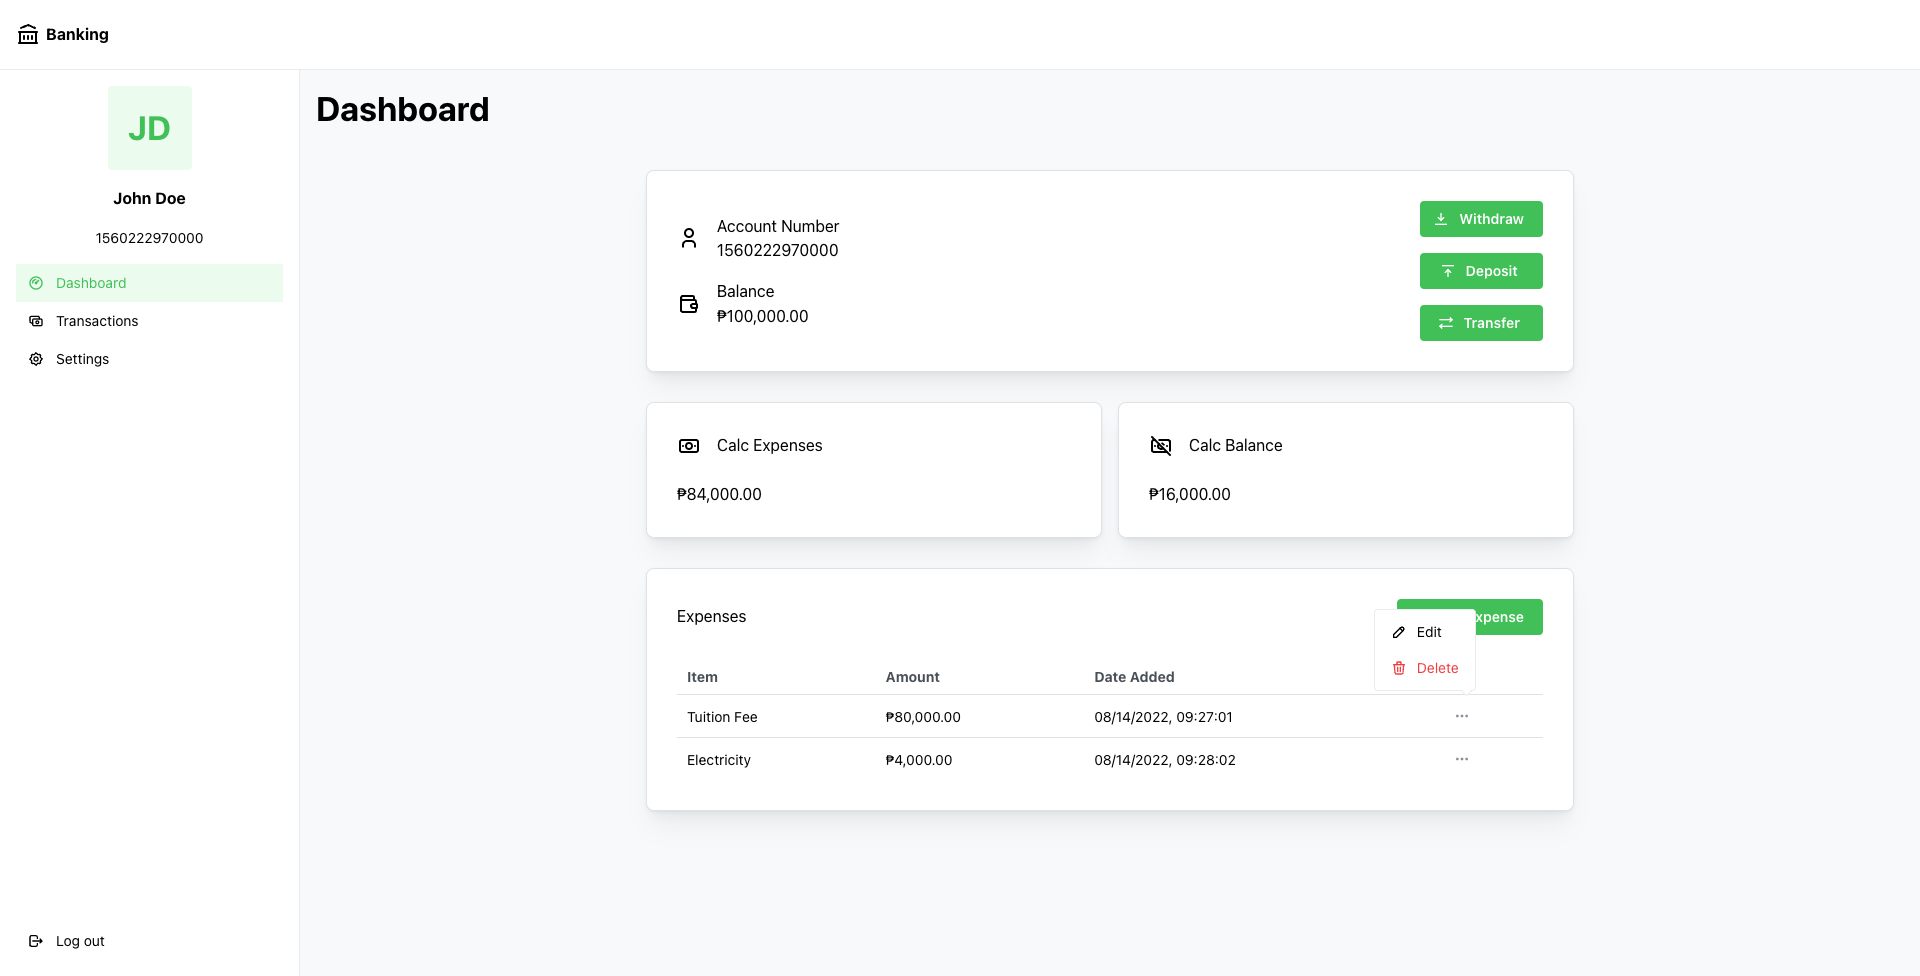 Banking
JD
John Doe
1560222970000
Dashboard
Transactions
Settings
Log out
Dashboard
Account Number
1560222970000
Balance
₱100,000.00
Withdraw
Deposit
Transfer
Calc Expenses
₱84,000.00
Calc Balance
₱16,000.00
Expenses
Edit
Delete
Item Amount Date Added
Tuition Fee ₱80,000.00 08/14/2022, 09:27:01
Electricity ₱4,000.00 08/14/2022, 09:28:02